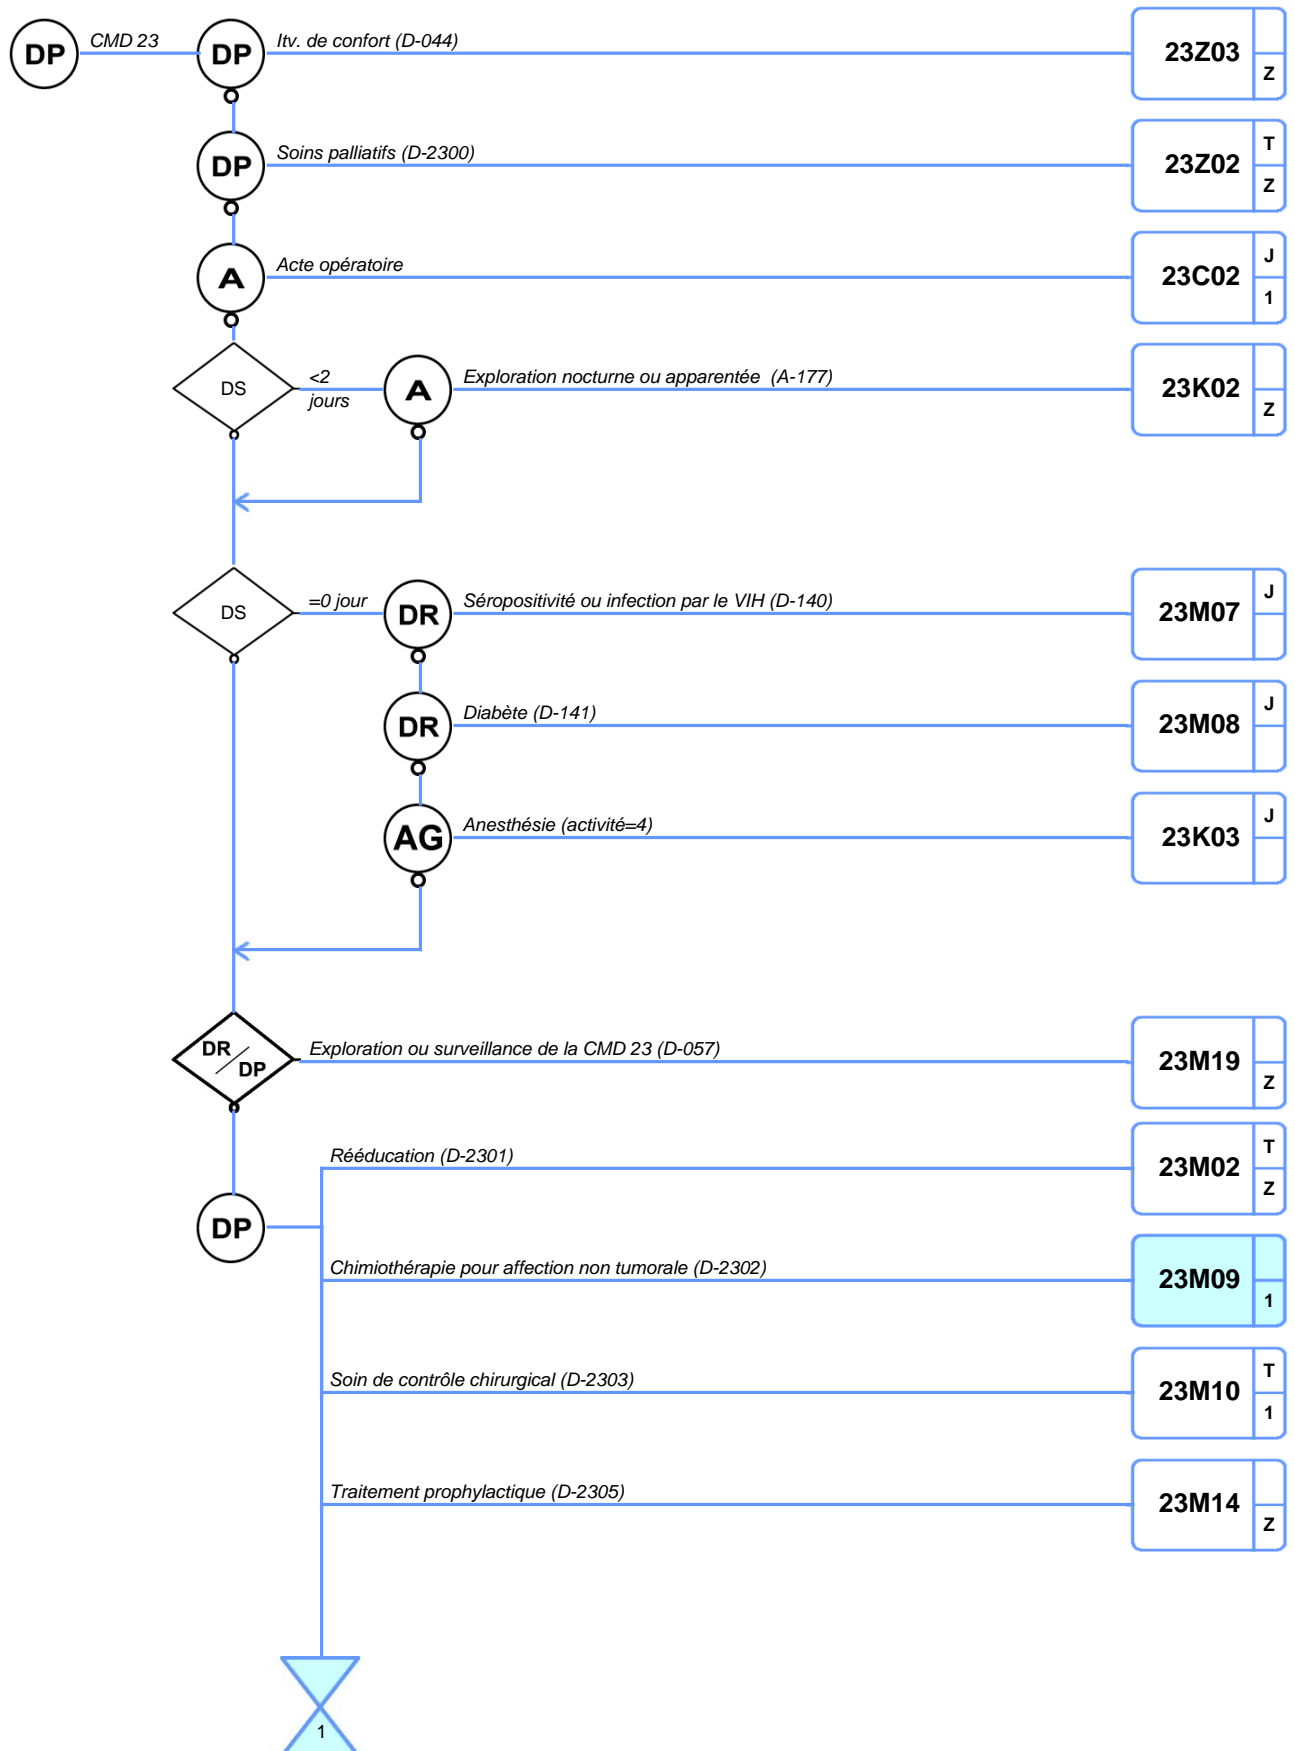 DP CMD 23 DP Itv. de confort (D-044) 23Z03 Z
DP Soins palliatifs (D-2300) 23Z02 T Z
A Acte opératoire 23C02 J 1
DS <2 jours A Exploration nocturne ou apparentée (A-177) 23K02 Z
DS =0 jour DR Séropositivité ou infection par le VIH (D-140) 23M07 J
DR Diabète (D-141) 23M08 J
AG Anesthésie (activité=4) 23K03 J
DR / DP Exploration ou surveillance de la CMD 23 (D-057) 23M19 Z
Rééducation (D-2301) 23M02 T Z
DP
Chimiothérapie pour affection non tumorale (D-2302) 23M09 1
Soin de contrôle chirurgical (D-2303) 23M10 T 1
Traitement prophylactique (D-2305) 23M14 Z
1